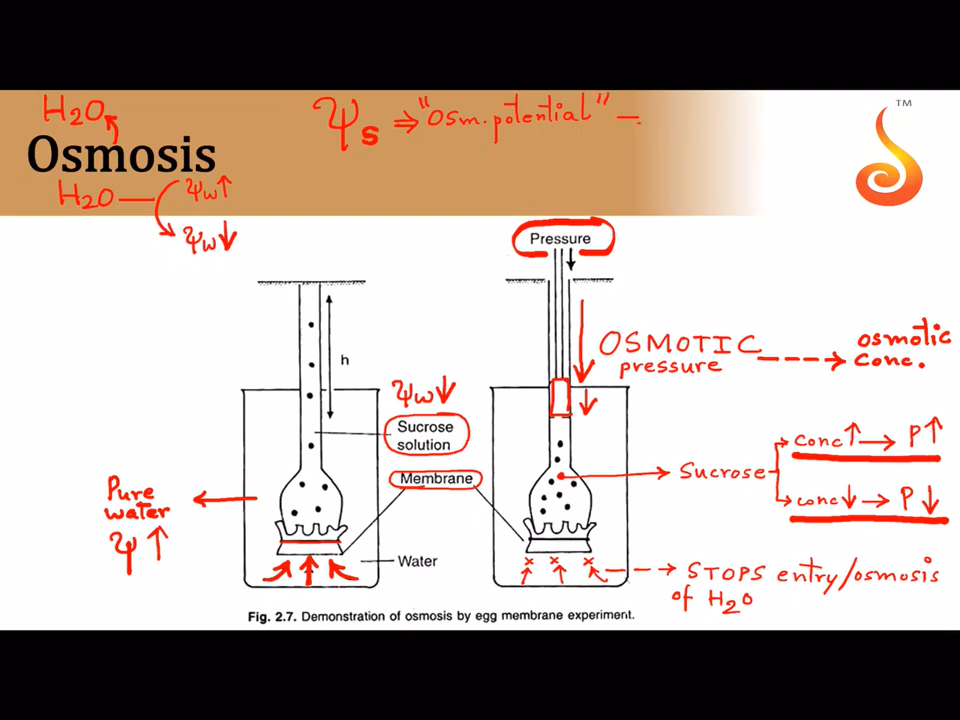 H2O
Ψs ⇒ "Osm. potential" —
TM
Osmosis
H2O — Ψw ↑
Ψw ↓
Pressure
h
OSMOTIC pressure ---> osmotic conc.
Ψw ↓
Sucrose solution
conc ↑ → P ↑
Membrane
Sucrose
Pure water
Ψ ↑
conc ↓ → P ↓
Water
x x x
STOPS entry/osmosis
of H2O
Fig. 2.7. Demonstration of osmosis by egg membrane experiment.